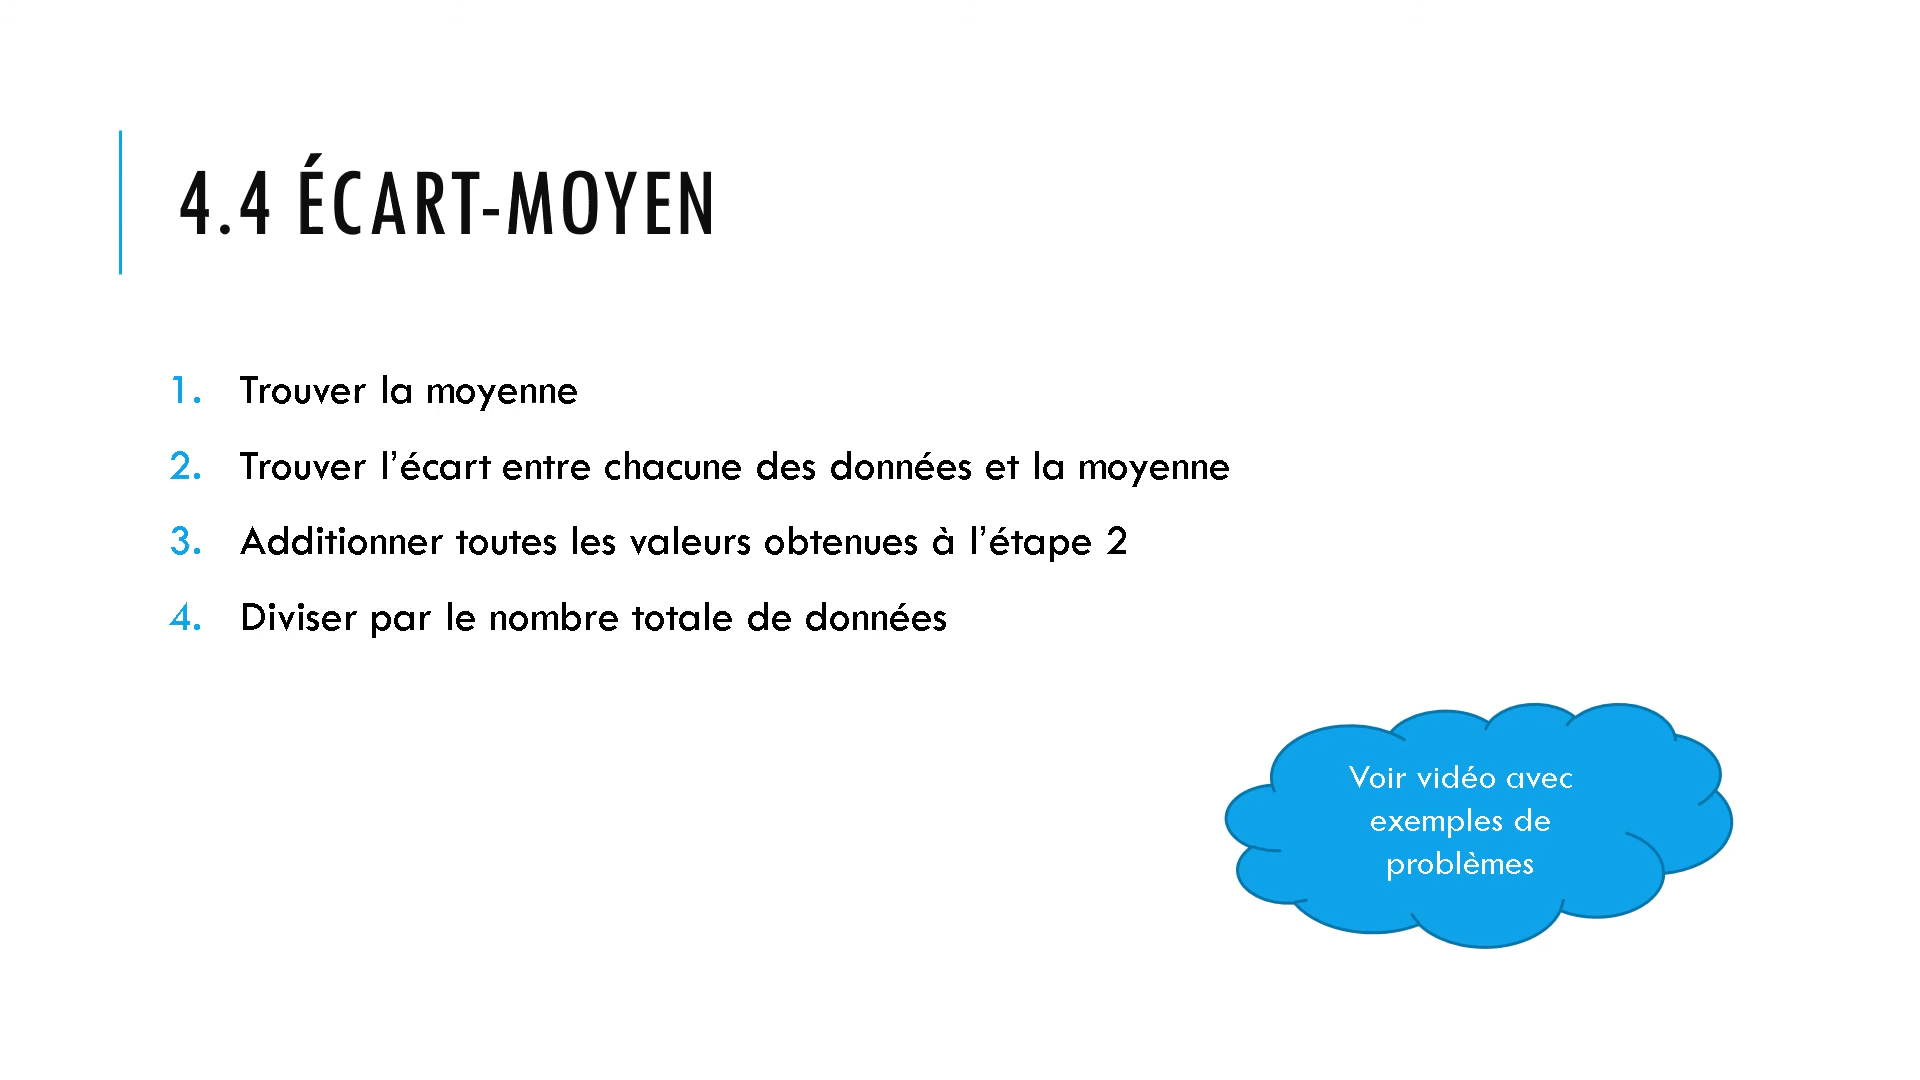 4.4 ÉCART-MOYEN
1. Trouver la moyenne
2. Trouver l’écart entre chacune des données et la moyenne
3. Additionner toutes les valeurs obtenues à l’étape 2
4. Diviser par le nombre totale de données
Voir vidéo avec
exemples de
problèmes